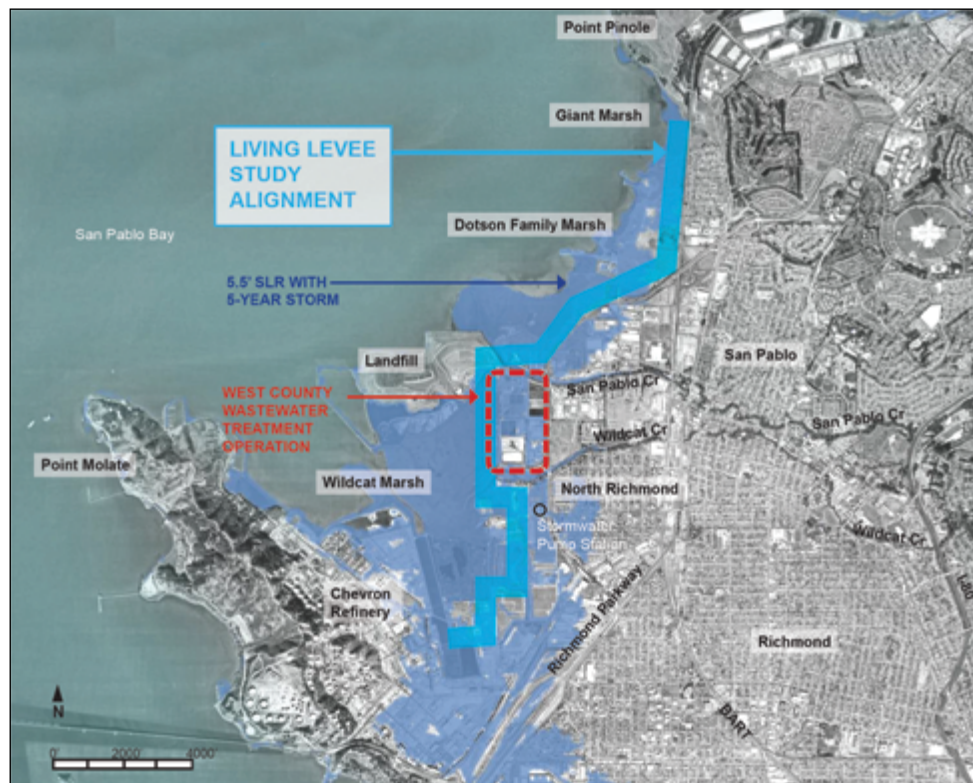 Point Pinole
Giant Marsh
LIVING LEVEE
STUDY
ALIGNMENT
Dotson Family Marsh
San Pablo Bay
5.5' SLR WITH
5-YEAR STORM
Landfill
San Pablo
San Pablo Cr
WEST COUNTY
WASTEWATER
TREATMENT
OPERATION
San Pablo Cr
Wildcat Cr
Point Molate
Wildcat Marsh
North Richmond
Stormwater
Pump Station
Wildcat Cr
Chevron
Refinery
Richmond Parkway
I-80
Richmond
BART
N
0'
2000'
4000'